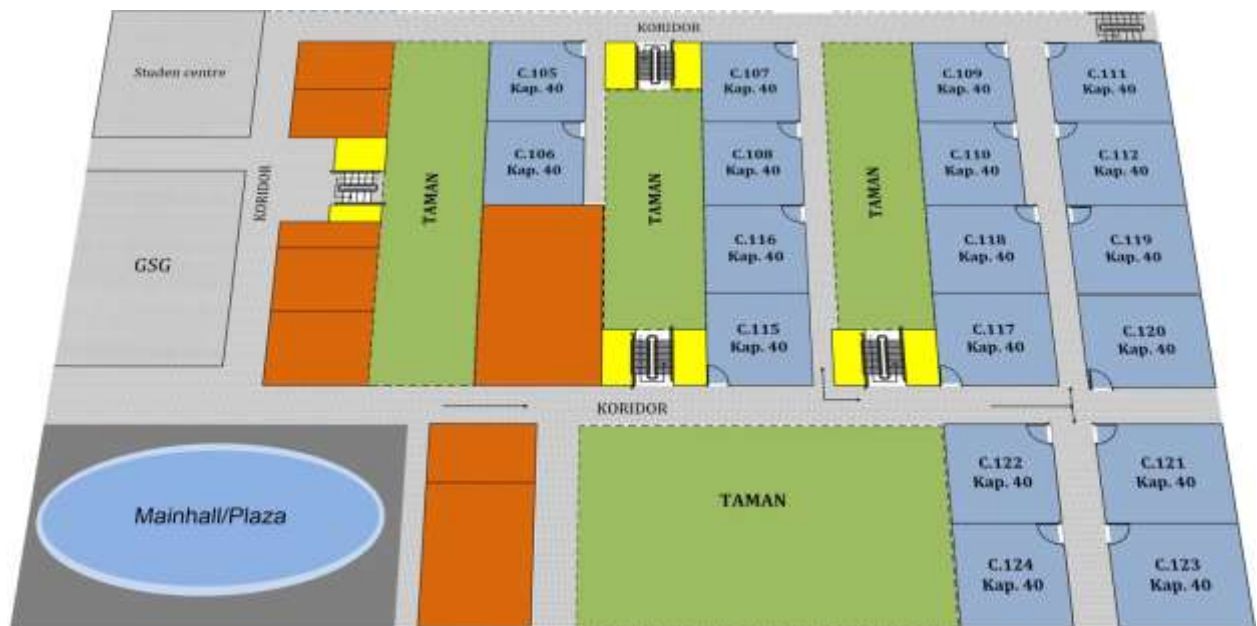 KORIDOR
Studen centre
C.105
Kap. 40
C.107
Kap. 40
C.109
Kap. 40
C.111
Kap. 40
C.106
Kap. 40
C.108
Kap. 40
C.110
Kap. 40
C.112
Kap. 40
KORIDOR
TAMAN
TAMAN
TAMAN
GSG
C.116
Kap. 40
C.118
Kap. 40
C.119
Kap. 40
C.115
Kap. 40
C.117
Kap. 40
C.120
Kap. 40
KORIDOR
Mainhall/Plaza
TAMAN
C.122
Kap. 40
C.121
Kap. 40
C.124
Kap. 40
C.123
Kap. 40